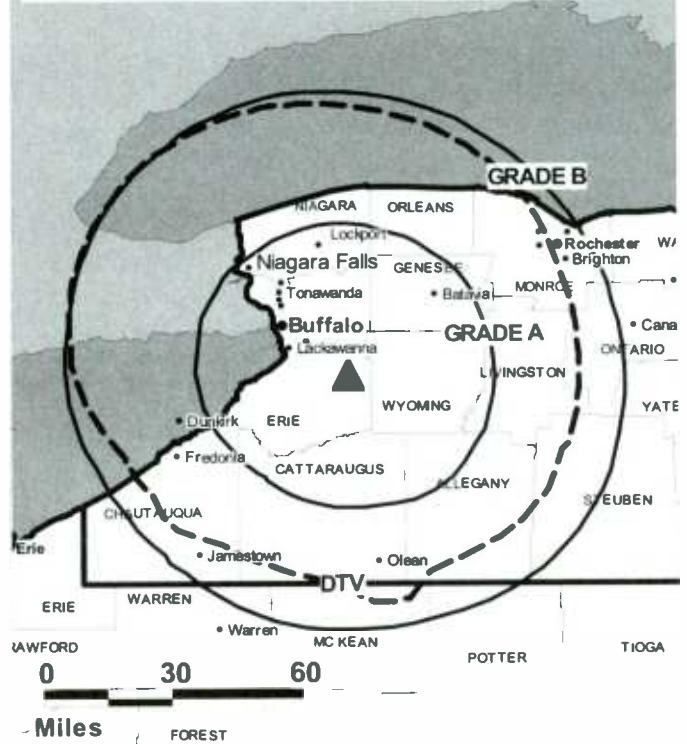 GRADE B
NIAGARA
ORLEANS
Lockport
Rochester
Brighton
Niagara Falls
GENESEE
MONROE
Tonawanda
Batavia
Buffalo
GRADE A
Cana
Lackawanna
ONTARIO
LIVINGSTON
WYOMING
YATE
Dunkirk
ERIE
Fredonia
CATTARAUGUS
ALLEGANY
STEUBEN
CHAUTAUQUA
Erie
Jamestown
Olean
DTV
ERIE
WARREN
Warren
MC KEAN
RAWFORD
POTTER
TIOGA
0 30 60
Miles
FOREST